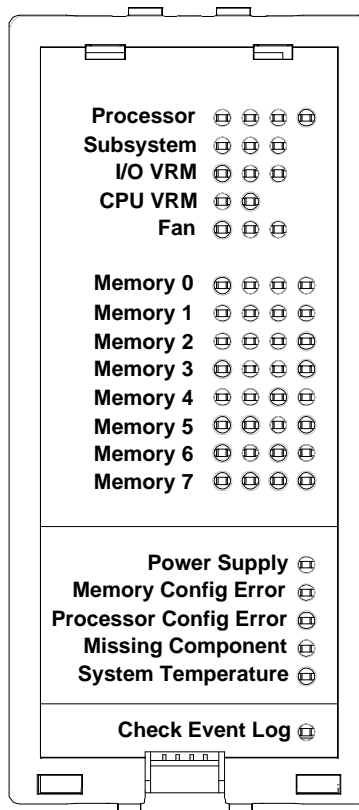 Processor
Subsystem
I/O VRM
CPU VRM
Fan
Memory 0
Memory 1
Memory 2
Memory 3
Memory 4
Memory 5
Memory 6
Memory 7
Power Supply
Memory Config Error
Processor Config Error
Missing Component
System Temperature
Check Event Log